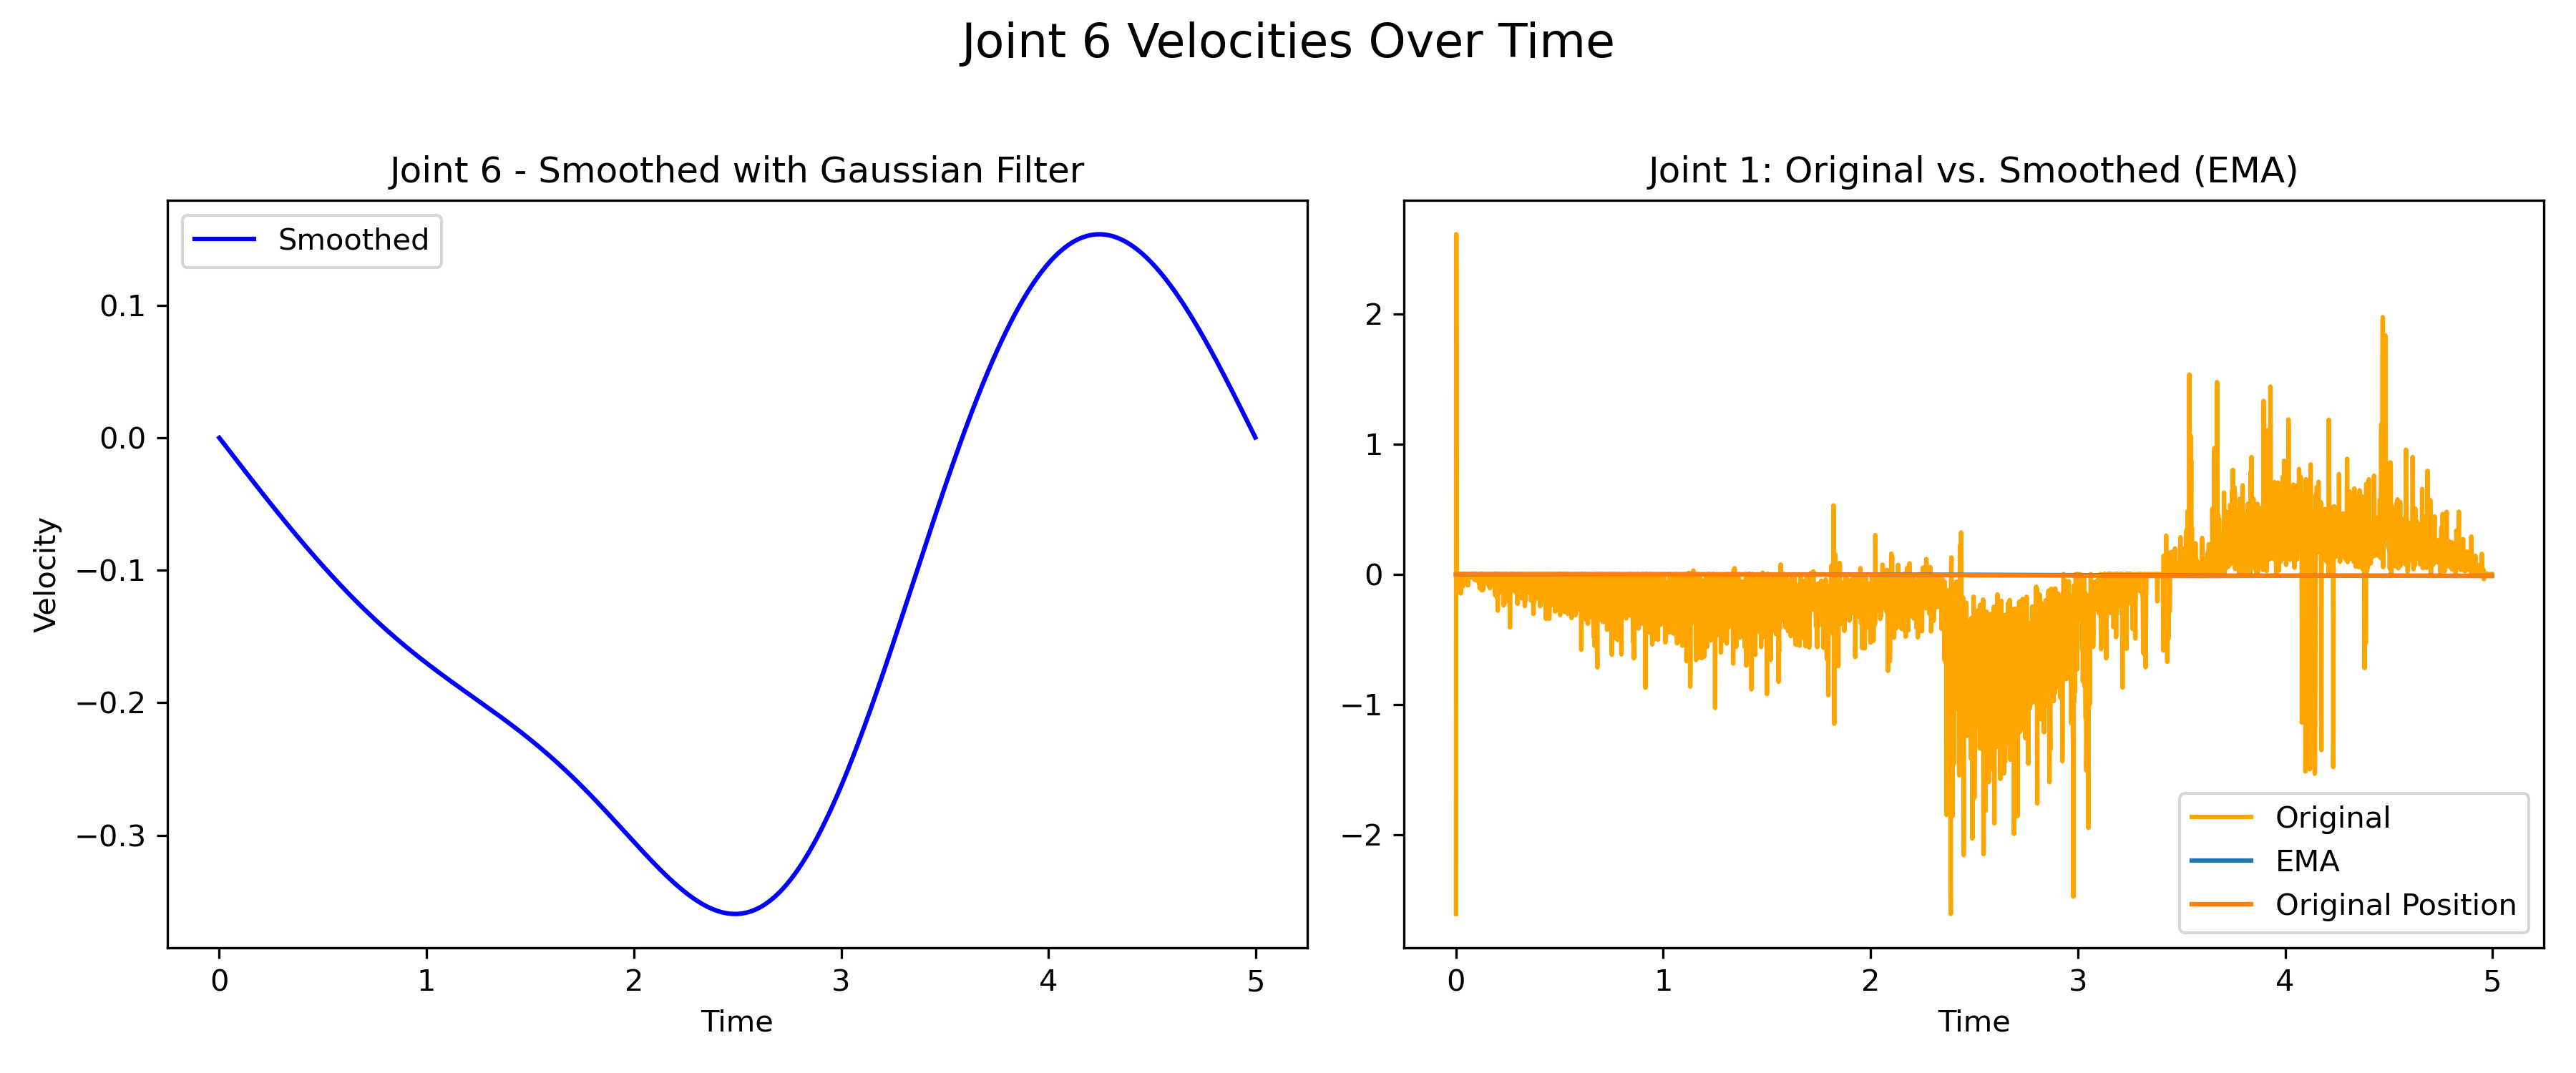 Joint 6 Velocities Over Time
Joint 6 - Smoothed with Gaussian Filter
Smoothed
0.1
0.0
−0.1
−0.2
−0.3
Velocity
0 1 2 3 4 5
Time
Joint 1: Original vs. Smoothed (EMA)
2
1
0
−1
−2
Original
EMA
Original Position
0 1 2 3 4 5
Time